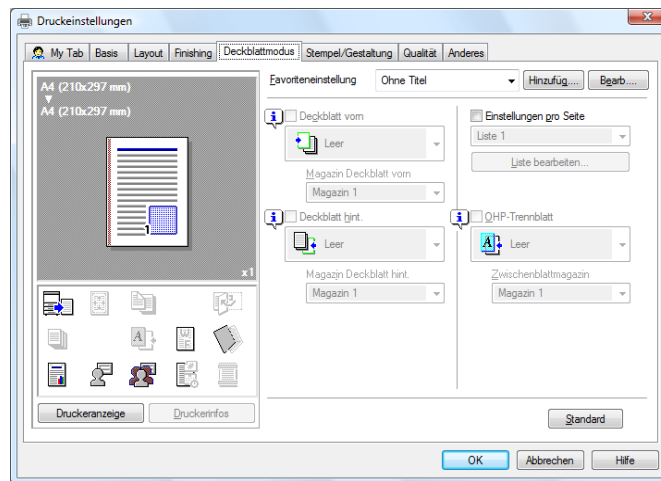 Druckeinstellungen
My Tab Basis Layout Finishing Deckblattmodus Stempel/Gestaltung Qualität Anderes
A4 (210x297 mm)
A4 (210x297 mm)
1
x1
Druckeranzeige Druckerinfos
Favoriteneinstellung Ohne Titel Hinzufüg.... Bearb....
Deckblatt vorn
Leer
Magazin Deckblatt vorn
Magazin 1
Deckblatt hint.
Leer
Magazin Deckblatt hint.
Magazin 1
Einstellungen pro Seite
Liste 1
Liste bearbeiten...
OHP-Trennblatt
A
Leer
Zwischenblattmagazin
Magazin 1
Standard
OK Abbrechen Hilfe